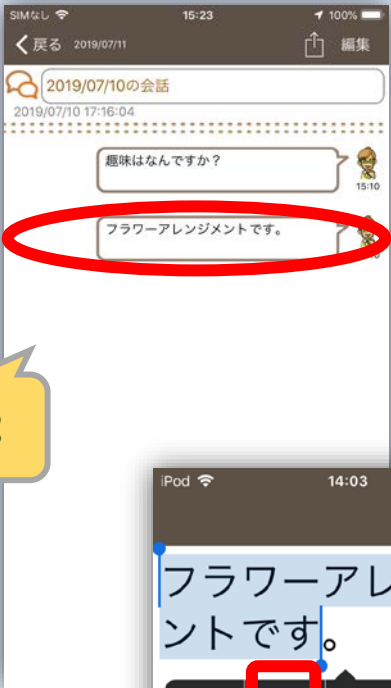 SIMなし 15:23 100%
戻る 2019/07/11 編集
2019/07/10の会話
2019/07/10 17:16:04
趣味はなんですか？
15:10
フラワーアレンジメントです。
iPod 14:03
フラワーアレ
ントです。